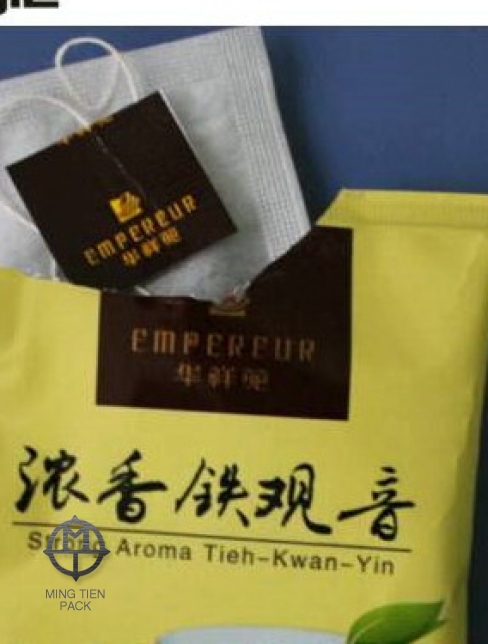 EMPEREUR
华祥苑
EMPEREUR
华祥苑
浓香铁观音
Strong Aroma Tieh-Kwan-Yin
MING TIEN
PACK